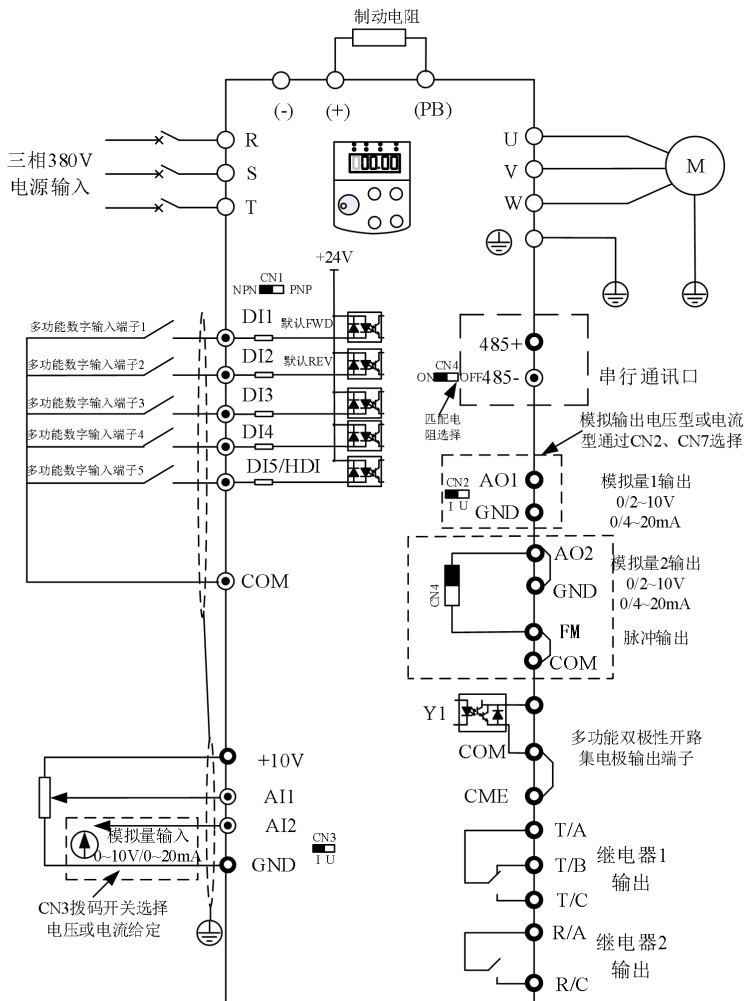 制动电阻
(-)
(+)
(PB)
三相380V
电源输入
R
S
T
00.00
U
V
W
M
+24V
CN1
NPN
PNP
多功能数字输入端子1
DI1
默认FWD
多功能数字输入端子2
DI2
默认REV
多功能数字输入端子3
DI3
多功能数字输入端子4
DI4
多功能数字输入端子5
DI5/HDI
COM
485+
CN4
ON
OFF
485-
串行通讯口
匹配电
阻选择
模拟输出电压型或电流
型通过CN2、CN7选择
CN2
I U
AO1
GND
模拟量1输出
0/2~10V
0/4~20mA
CN4
AO2
GND
模拟量2输出
0/2~10V
0/4~20mA
FM
脉冲输出
COM
Y1
COM
CME
多功能双极性开路
集电极输出端子
+10V
AI1
AI2
模拟量输入
0~10V/0~20mA
GND
CN3
I U
CN3拨码开关选择
电压或电流给定
T/A
T/B
T/C
继电器1
输出
R/A
R/C
继电器2
输出